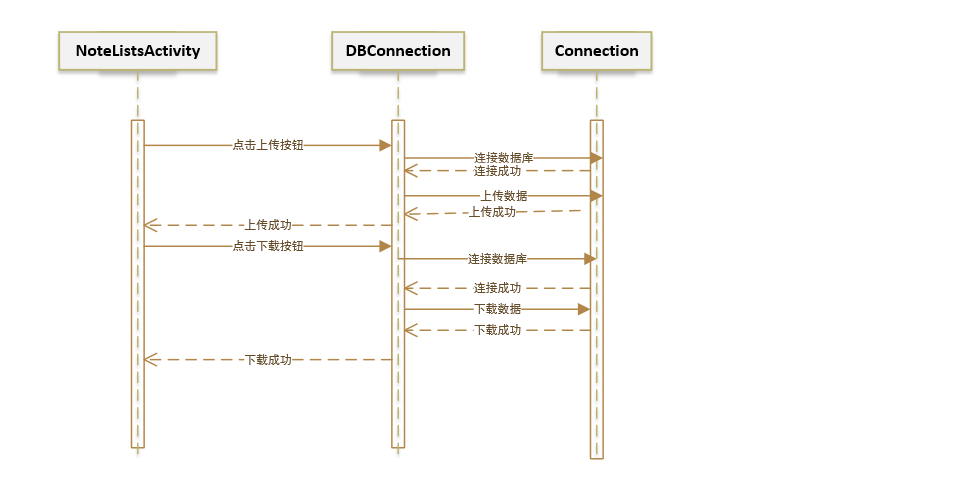 NoteListsActivity
DBConnection
Connection
点击上传按钮
连接数据库
连接成功
上传数据
上传成功
上传成功
点击下载按钮
连接数据库
连接成功
下载数据
下载成功
下载成功